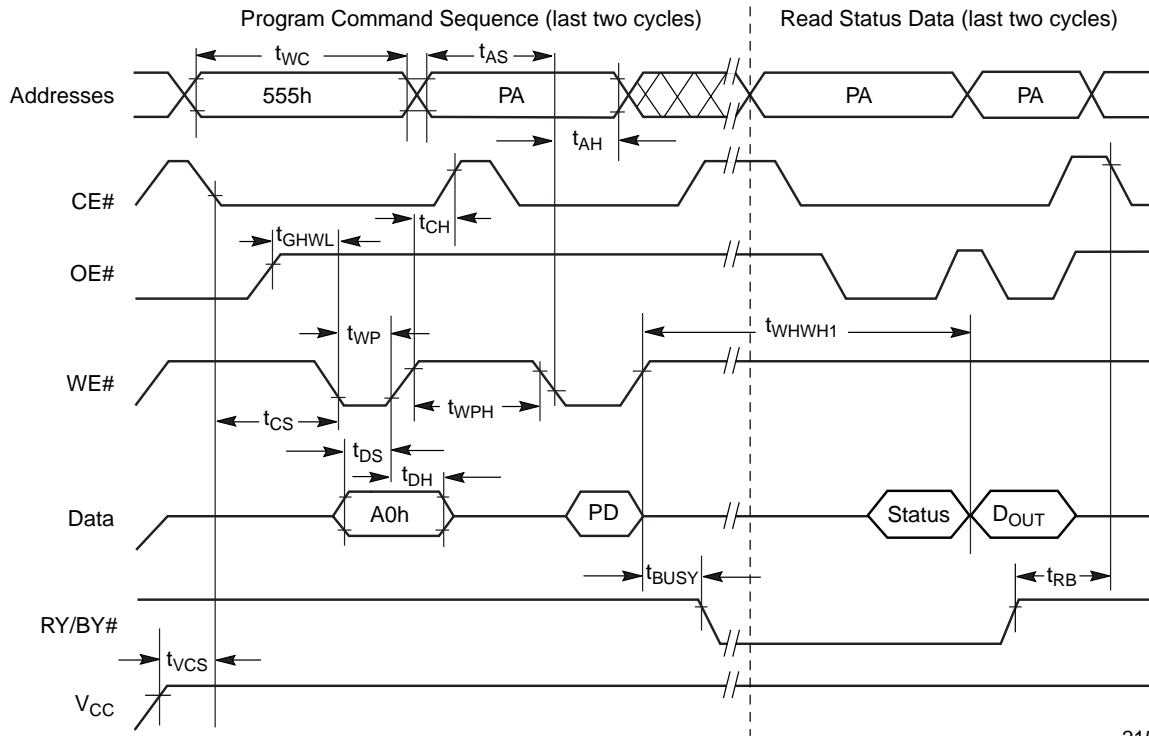 Program Command Sequence (last two cycles)
Read Status Data (last two cycles)
tWC
tAS
Addresses
555h
PA
PA
PA
tAH
CE#
tCH
tGHWL
OE#
tWP
tWHWH1
WE#
tCS
tWPH
tDS
tDH
Data
A0h
PD
Status
DOUT
tBUSY
tRB
RY/BY#
tVCS
VCC